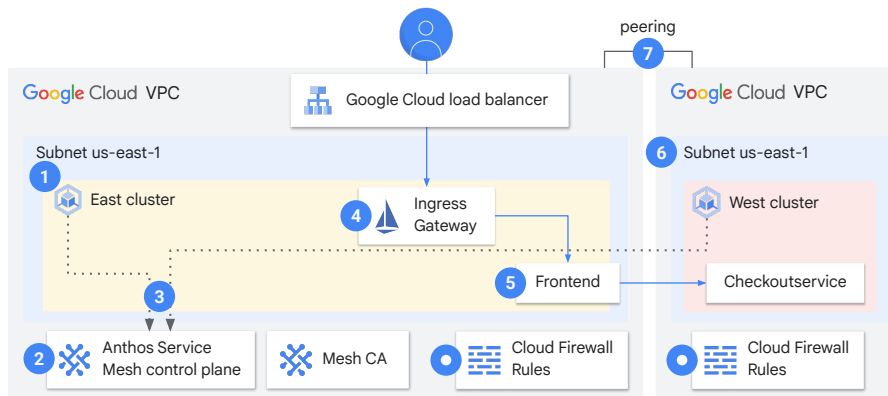 peering
7
Google Cloud VPC
Google Cloud VPC
Google Cloud load balancer
Subnet us-east-1
6
Subnet us-east-1
1
East cluster
4
Ingress
Gateway
West cluster
3
5
Frontend
Checkoutservice
2
Anthos Service
Mesh control plane
Mesh CA
Cloud Firewall
Rules
Cloud Firewall
Rules